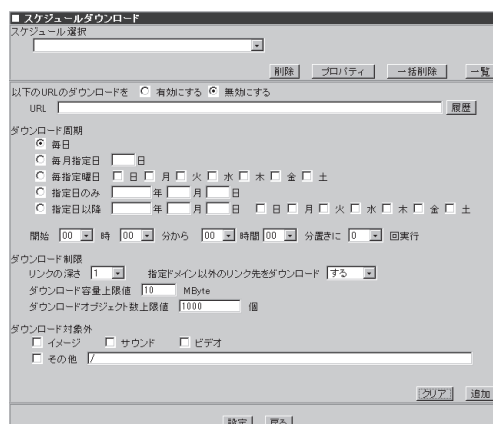 ■ スケジュールダウンロード
スケジュール選択
削除 プロパティ 一括削除 一覧
以下のURLのダウンロードを 有効にする 無効にする
URL 履歴
ダウンロード周期
毎日
毎月指定日 日
毎指定曜日 日 月 火 水 木 金 土
指定日のみ 年 月 日
指定日以降 年 月 日 日 月 火 水 木 金 土
開始 00 時 00 分から 00 時間 00 分置きに 0 回実行
ダウンロード制限
リンクの深さ 1 指定ドメイン以外のリンク先をダウンロード する
ダウンロード容量上限値 10 MByte
ダウンロードオブジェクト数上限値 1000 個
ダウンロード対象外
イメージ サウンド ビデオ
その他 /
クリア 追加
設定 戻る